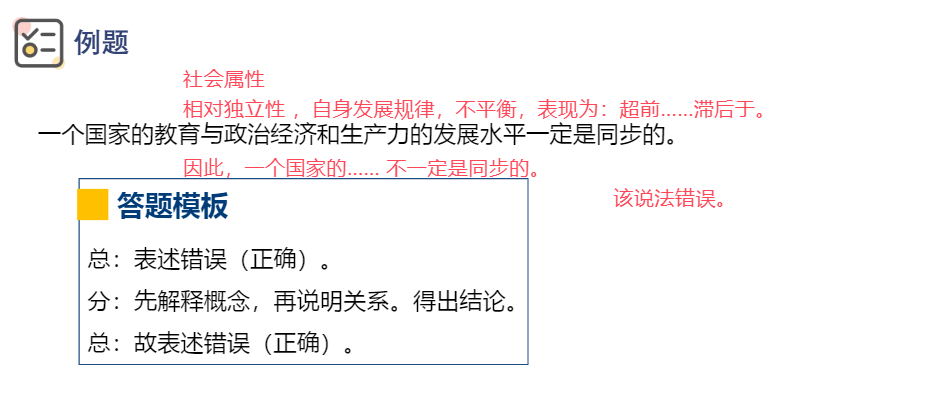 例题
社会属性
相对独立性 ，自身发展规律，不平衡，表现为：超前……滞后于。
一个国家的教育与政治经济和生产力的发展水平一定是同步的。
因此，一个国家的…… 不一定是同步的。
该说法错误。
答题模板
总：表述错误（正确）。
分：先解释概念，再说明关系。得出结论。
总：故表述错误（正确）。